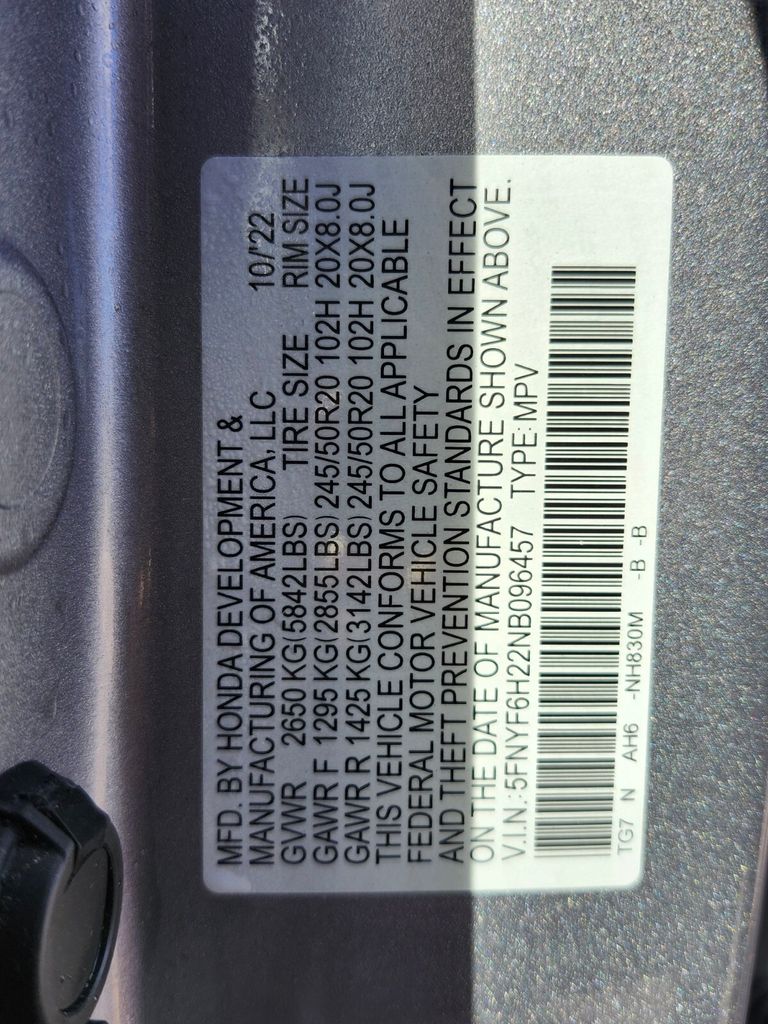 MFD. BY HONDA DEVELOPMENT &
MANUFACTURING OF AMERICA, LLC 10/'22
GVWR 2650 KG(5842LBS) TIRE SIZE RIM SIZE
GAWR F 1295 KG(2855LBS) 245/50R20 102H 20X8.0J
GAWR R 1425 KG(3142LBS) 245/50R20 102H 20X8.0J
THIS VEHICLE CONFORMS TO ALL APPLICABLE
FEDERAL MOTOR VEHICLE SAFETY
AND THEFT PREVENTION STANDARDS IN EFFECT
ON THE DATE OF MANUFACTURE SHOWN ABOVE.
V.I.N.:5FNYF6H22NB096457 TYPE:MPV
TG7 N AH6 -NH830M -B -B